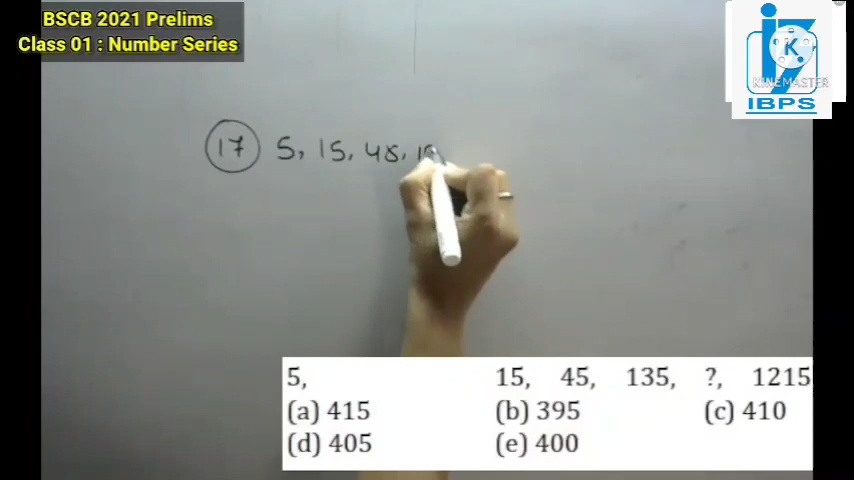 BSCB 2021 Prelims
Class 01 : Number Series
K
KINEMASTER
IBPS
17 5, 15, 45,
5, 15, 45, 135, ?, 1215
(a) 415 (b) 395 (c) 410
(d) 405 (e) 400